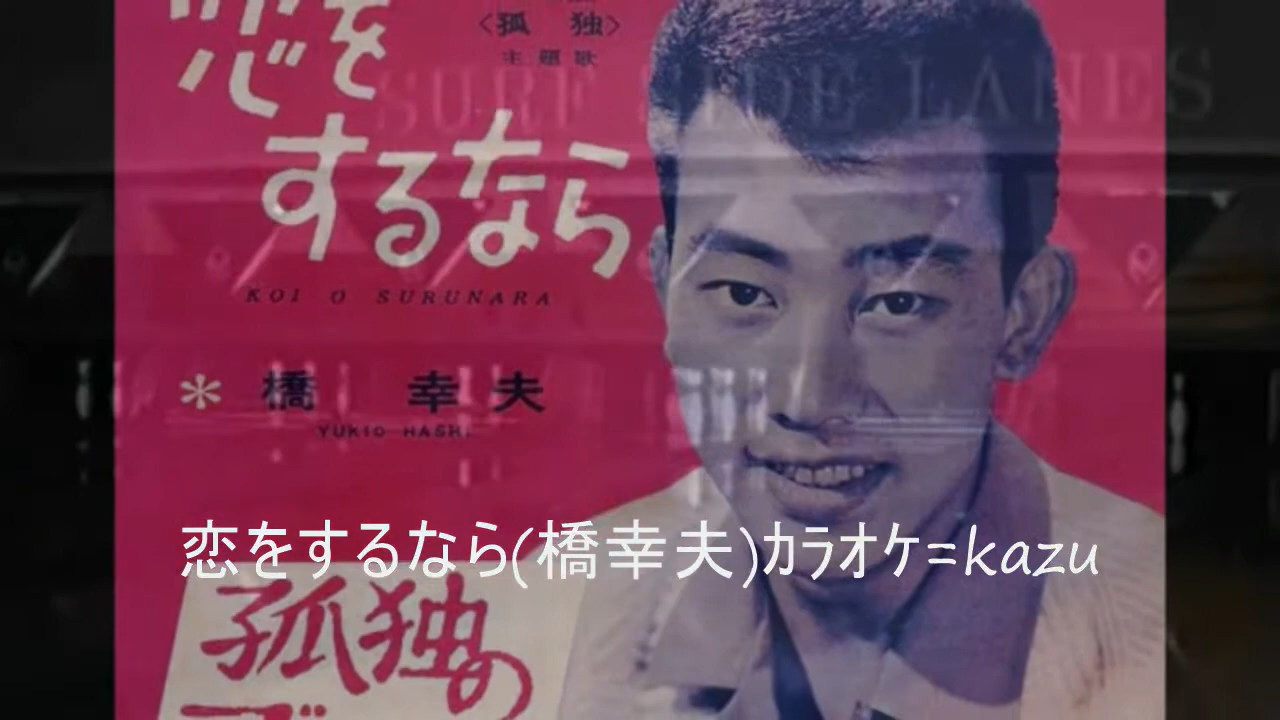 恋を
するなら
〈孤 独〉
主題歌
SURF SIDE LANES
KOI O SURUNARA
* 橋 幸夫
YUKIO HASHI
恋をするなら(橋幸夫)ｶﾗｵｹ=kazu
孤独の